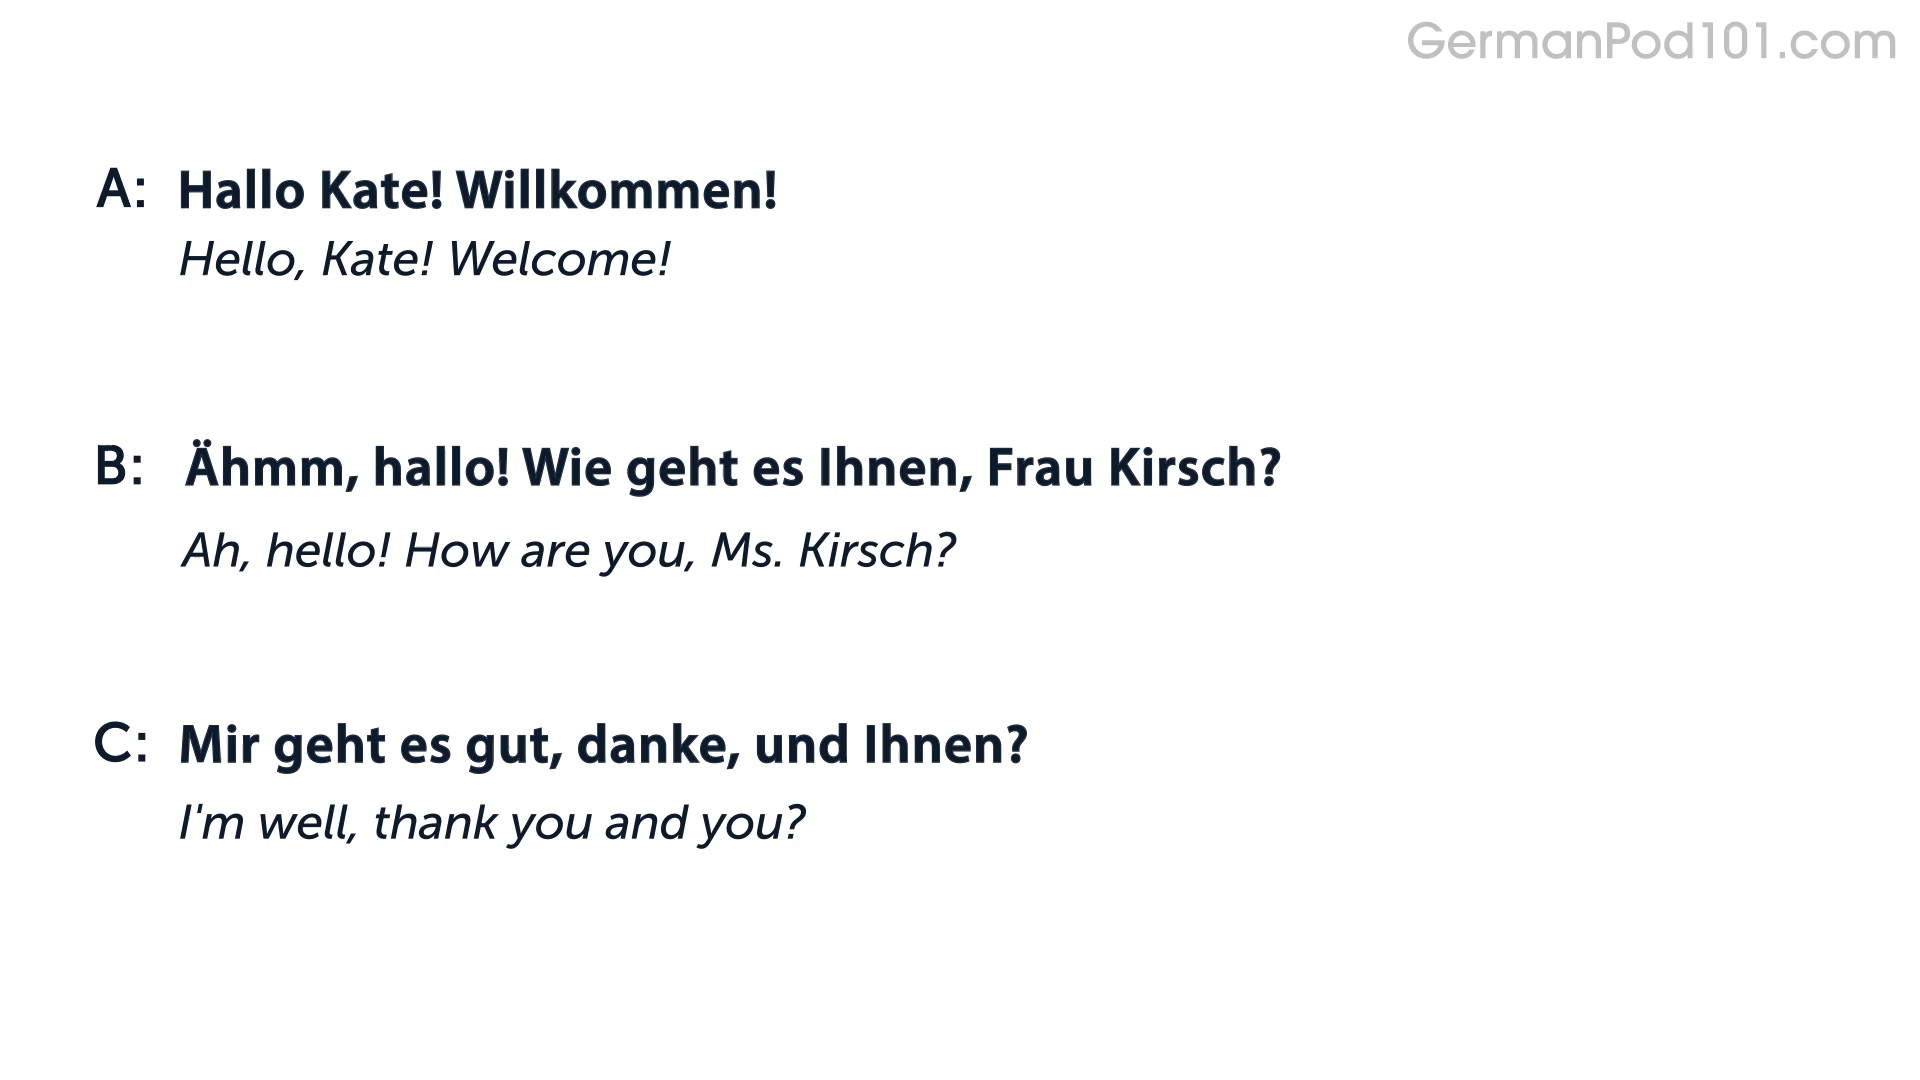 GermanPod101.com
A: Hallo Kate! Willkommen!
Hello, Kate! Welcome!
B: Ähmm, hallo! Wie geht es Ihnen, Frau Kirsch?
Ah, hello! How are you, Ms. Kirsch?
C: Mir geht es gut, danke, und Ihnen?
I'm well, thank you and you?